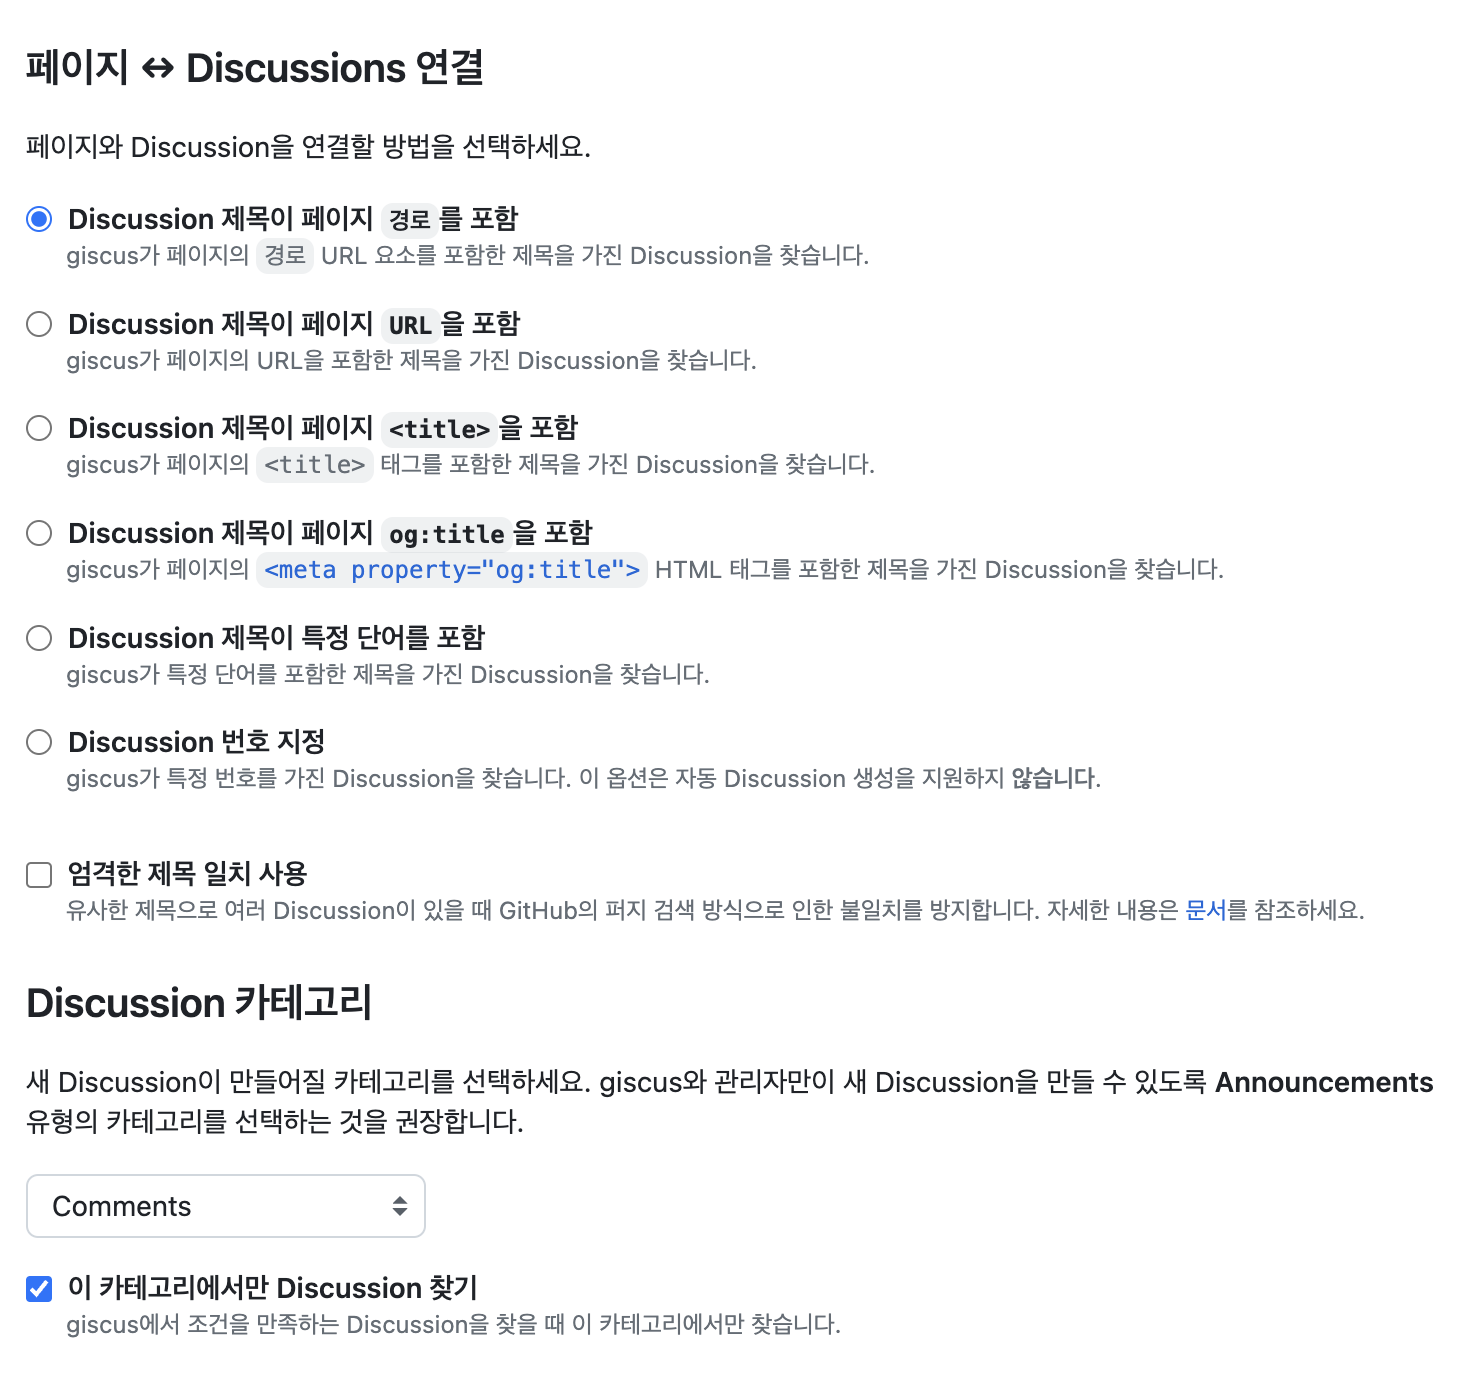 페이지 ↔ Discussions 연결
페이지와 Discussion을 연결할 방법을 선택하세요.
Discussion 제목이 페이지 경로를 포함
giscus가 페이지의 경로 URL 요소를 포함한 제목을 가진 Discussion을 찾습니다.
Discussion 제목이 페이지 URL을 포함
giscus가 페이지의 URL을 포함한 제목을 가진 Discussion을 찾습니다.
Discussion 제목이 페이지 <title>을 포함
giscus가 페이지의 <title> 태그를 포함한 제목을 가진 Discussion을 찾습니다.
Discussion 제목이 페이지 og:title을 포함
giscus가 페이지의 <meta property="og:title"> HTML 태그를 포함한 제목을 가진 Discussion을 찾습니다.
Discussion 제목이 특정 단어를 포함
giscus가 특정 단어를 포함한 제목을 가진 Discussion을 찾습니다.
Discussion 번호 지정
giscus가 특정 번호를 가진 Discussion을 찾습니다. 이 옵션은 자동 Discussion 생성을 지원하지 않습니다.
엄격한 제목 일치 사용
유사한 제목으로 여러 Discussion이 있을 때 GitHub의 퍼지 검색 방식으로 인한 불일치를 방지합니다. 자세한 내용은 문서를 참조하세요.
Discussion 카테고리
새 Discussion이 만들어질 카테고리를 선택하세요. giscus와 관리자만이 새 Discussion을 만들 수 있도록 Announcements
유형의 카테고리를 선택하는 것을 권장합니다.
Comments
이 카테고리에서만 Discussion 찾기
giscus에서 조건을 만족하는 Discussion을 찾을 때 이 카테고리에서만 찾습니다.